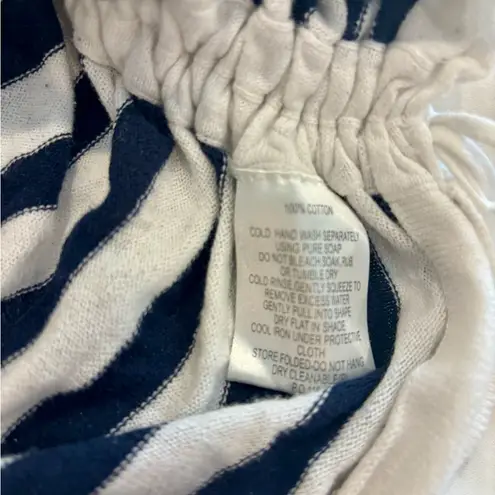 100% COTTON
COLD HAND WASH SEPARATELY
USING PURE SOAP
DO NOT BLEACH,SOAK,RUB
OR TUMBLE DRY
COLD RINSE,GENTLY SQUEEZE TO
REMOVE EXCESS WATER
GENTLY PULL INTO SHAPE
DRY FLAT IN SHADE
COOL IRON UNDER PROTECTIVE
CLOTH
STORE FOLDED-DO NOT HANG
DRY CLEANABLE(P)
P.O.